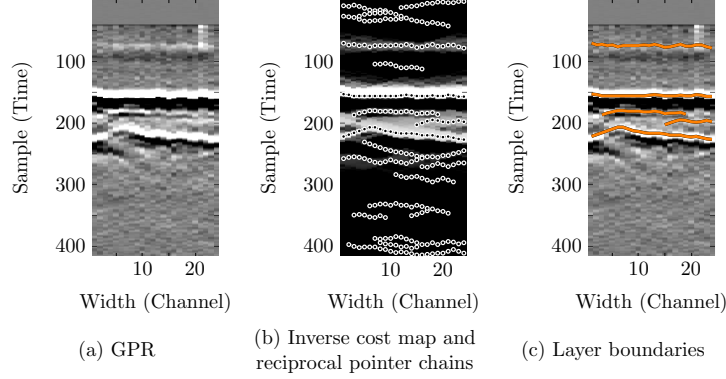 Sample (Time)
100
200
300
400
10
20
Width (Channel)
(a) GPR
Sample (Time)
100
200
300
400
10
20
Width (Channel)
(b) Inverse cost map and
reciprocal pointer chains
Sample (Time)
100
200
300
400
10
20
Width (Channel)
(c) Layer boundaries